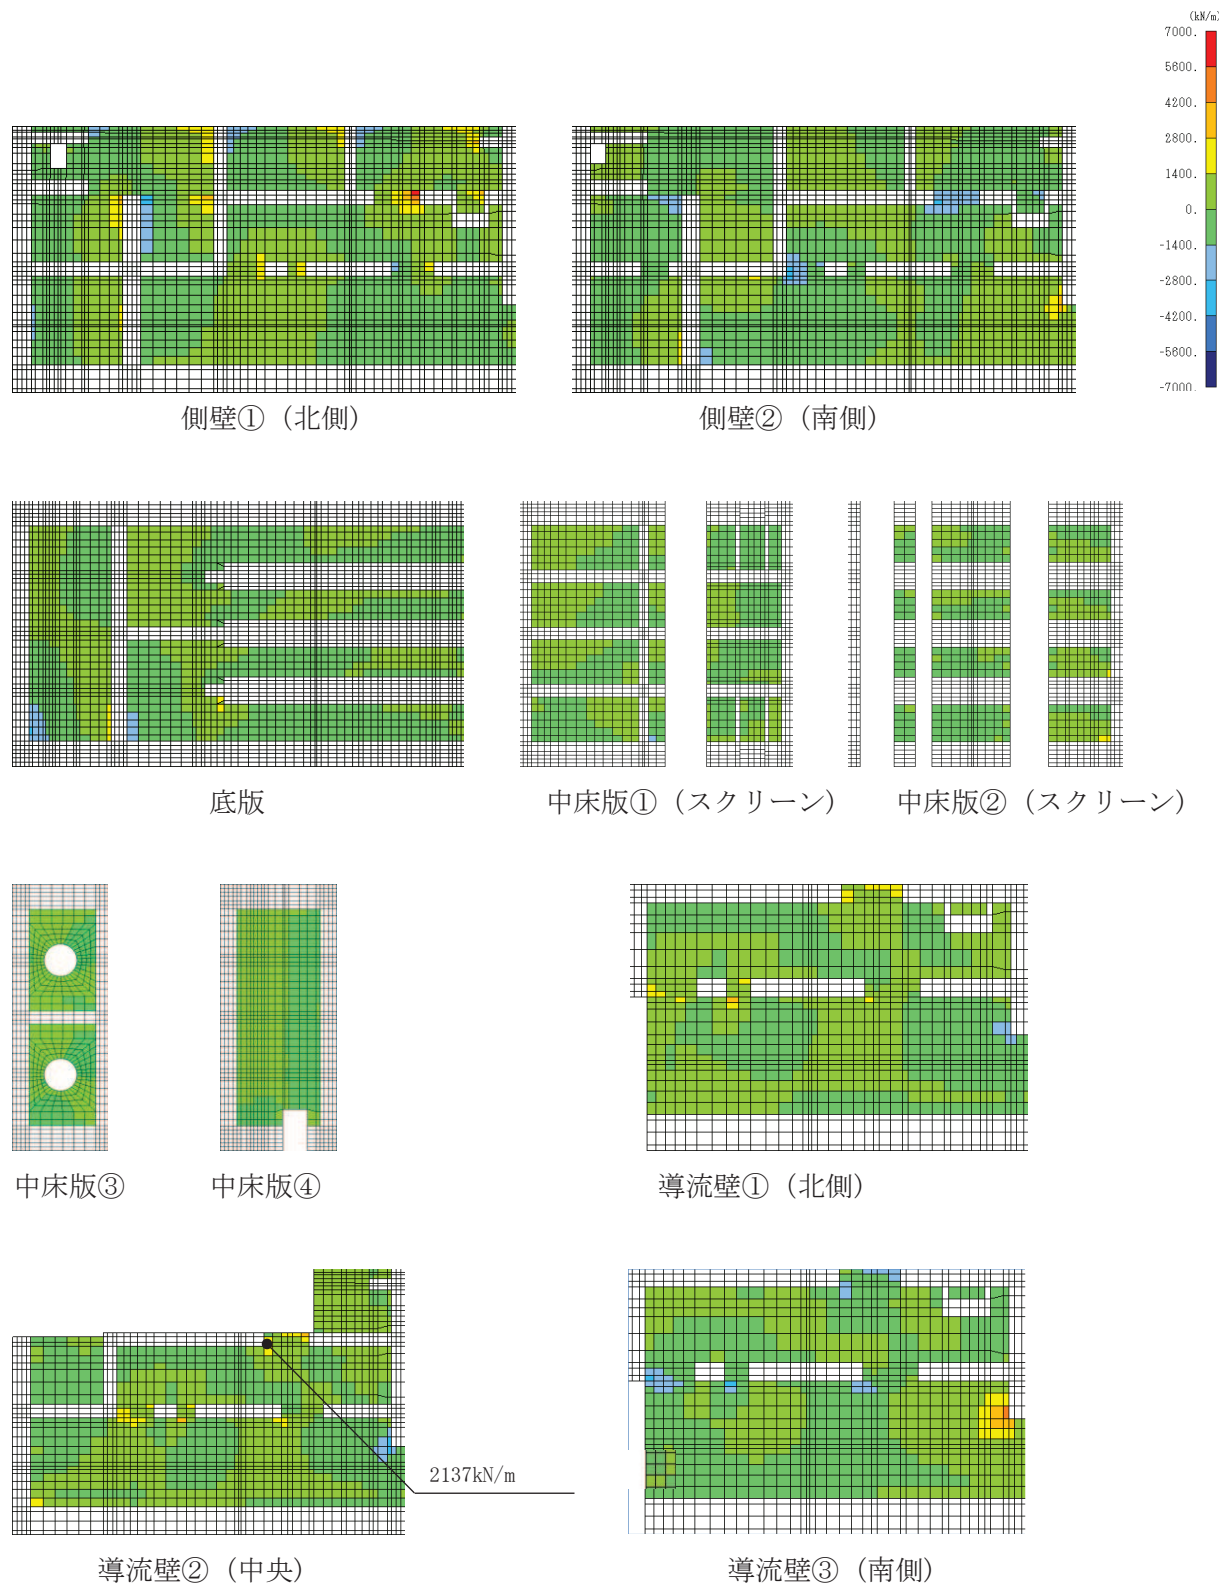 (kN/m)
7000.
5600.
4200.
2800.
1400.
0.
-1400.
-2800.
-4200.
-5600.
-7000.
側壁①（北側）
側壁②（南側）
底版
中床版①（スクリーン）
中床版②（スクリーン）
中床版③
中床版④
導流壁①（北側）
2137kN/m
導流壁②（中央）
導流壁③（南側）